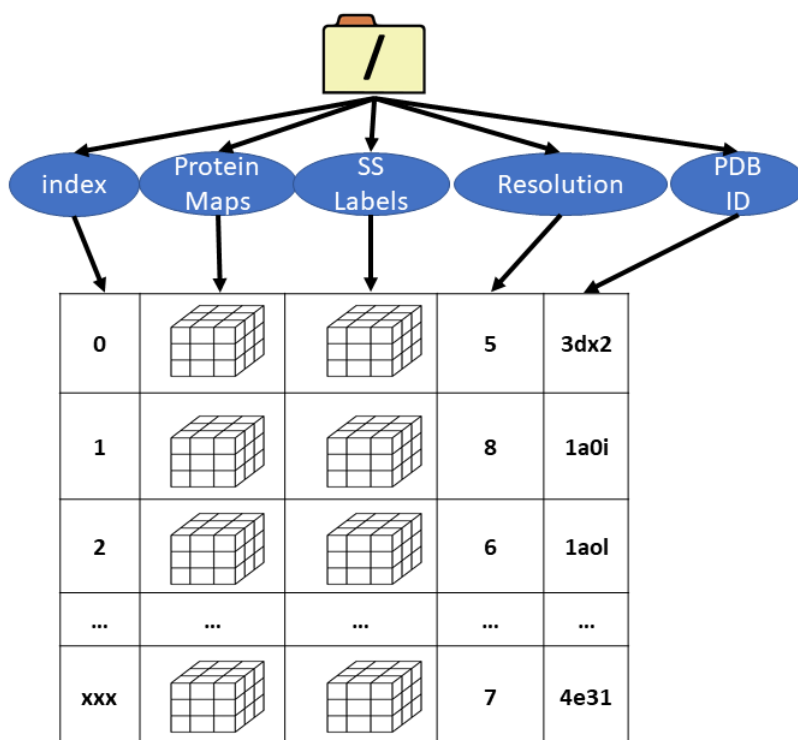 /
index
Protein
Maps
SS
Labels
Resolution
PDB
ID
0 5 3dx2
1 8 1a0i
2 6 1aol
... ... ... ... ...
xxx 7 4e31